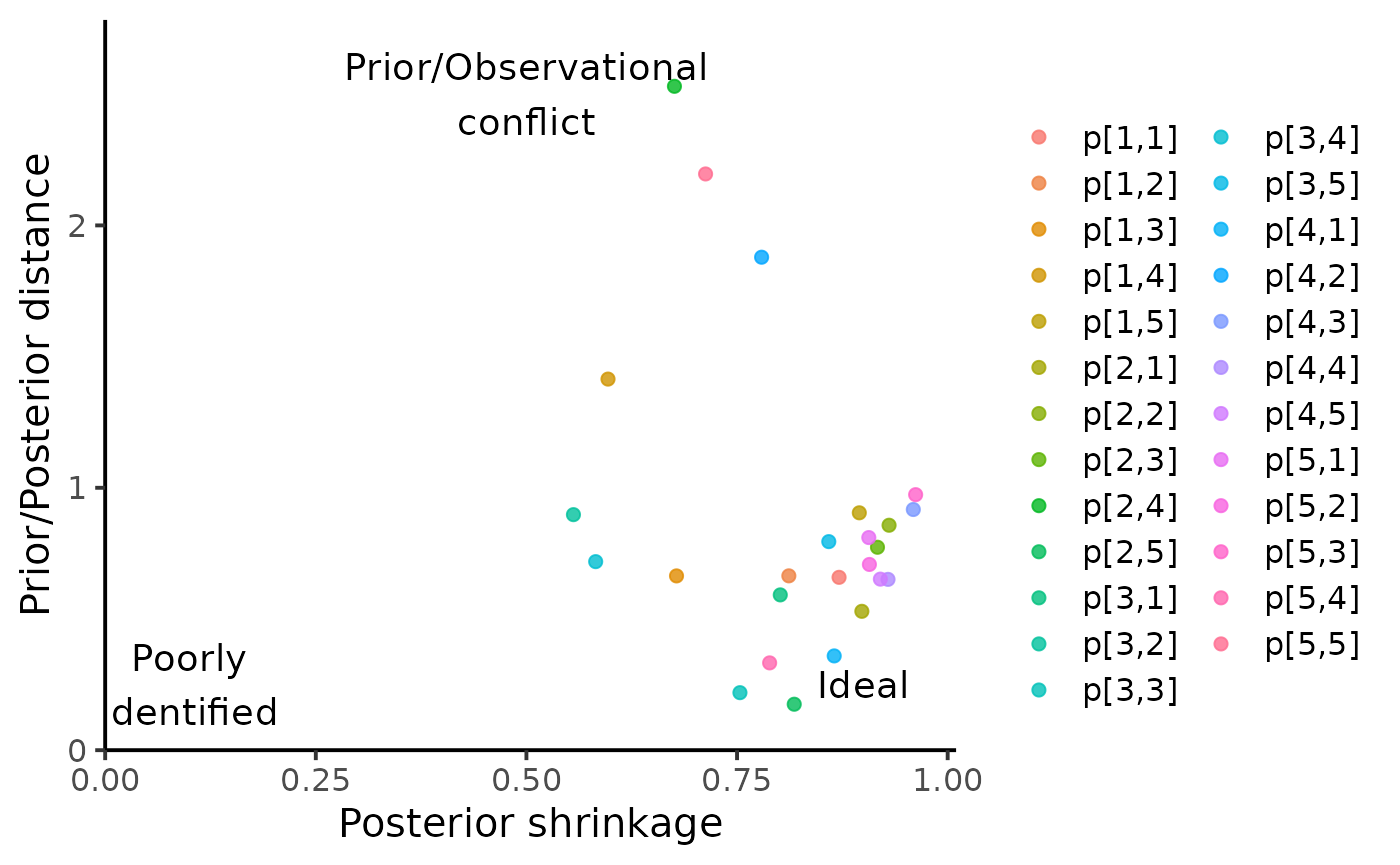 Prior/Observational
conflict
Prior/Posterior distance
2
1
0
Poorly
dentified
Ideal
0.00
0.25
0.50
0.75
1.00
Posterior shrinkage
p[1,1]
p[1,2]
p[1,3]
p[1,4]
p[1,5]
p[2,1]
p[2,2]
p[2,3]
p[2,4]
p[2,5]
p[3,1]
p[3,2]
p[3,3]
p[3,4]
p[3,5]
p[4,1]
p[4,2]
p[4,3]
p[4,4]
p[4,5]
p[5,1]
p[5,2]
p[5,3]
p[5,4]
p[5,5]